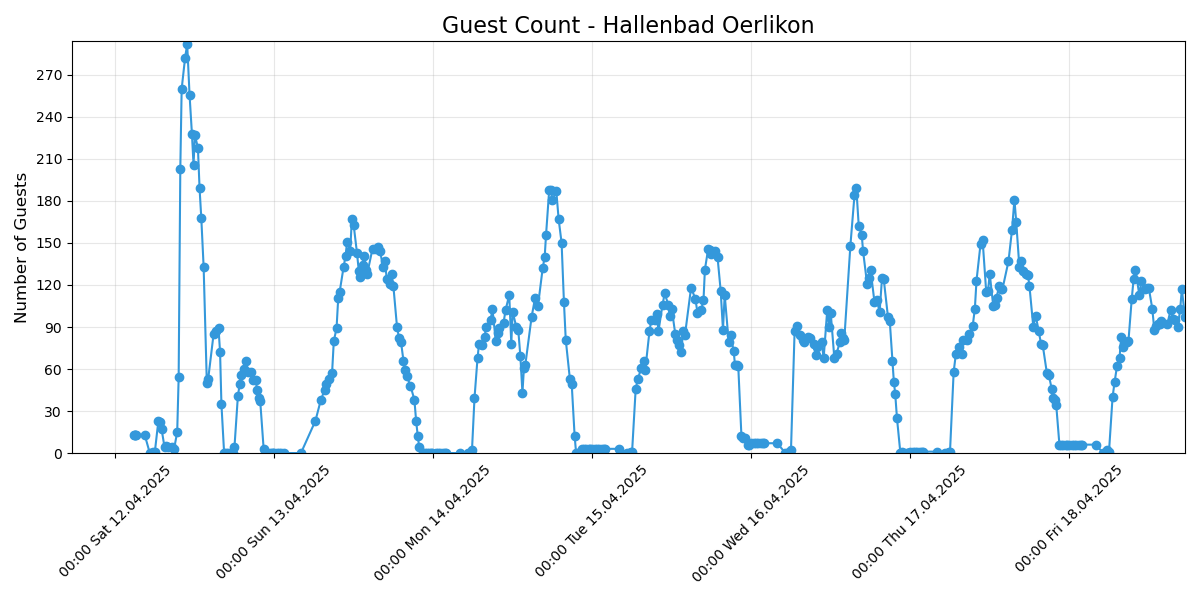 Guest Count - Hallenbad Oerlikon
Number of Guests
270
240
210
180
150
120
90
60
30
0
00:00 Sat 12.04.2025
00:00 Sun 13.04.2025
00:00 Mon 14.04.2025
00:00 Tue 15.04.2025
00:00 Wed 16.04.2025
00:00 Thu 17.04.2025
00:00 Fri 18.04.2025